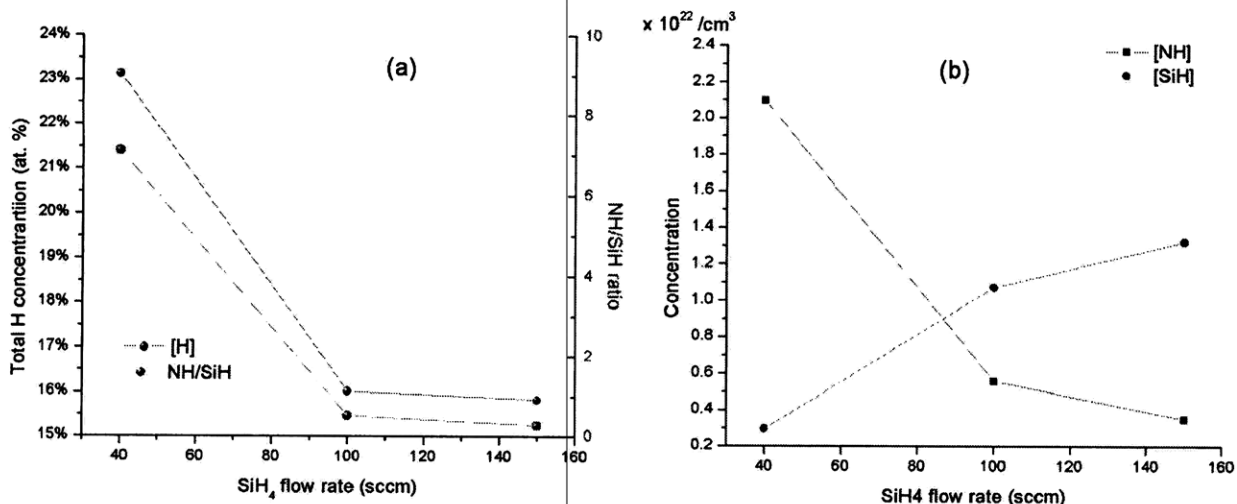 (a)
Total H concentrartiion (at. %)
24%
23%
22%
21%
20%
19%
18%
17%
16%
15%
10
8
6
4
2
0
NH/SiH ratio
[H]
NH/SiH
40 60 80 100 120 140 160
SiH4 flow rate (sccm)
x 10^22 /cm^3
(b)
[NH]
[SiH]
Concentration
2.4
2.2
2.0
1.8
1.6
1.4
1.2
1.0
0.8
0.6
0.4
0.2
40 60 80 100 120 140 160
SiH4 flow rate (sccm)